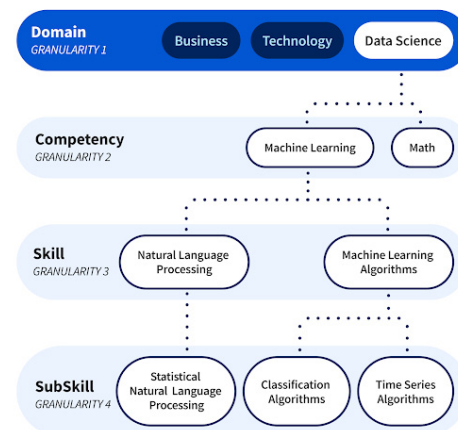 Domain
GRANULARITY 1
Business
Technology
Data Science
Competency
GRANULARITY 2
Machine Learning
Math
Skill
GRANULARITY 3
Natural Language
Processing
Machine Learning
Algorithms
SubSkill
GRANULARITY 4
Statistical
Natural Language
Processing
Classification
Algorithms
Time Series
Algorithms